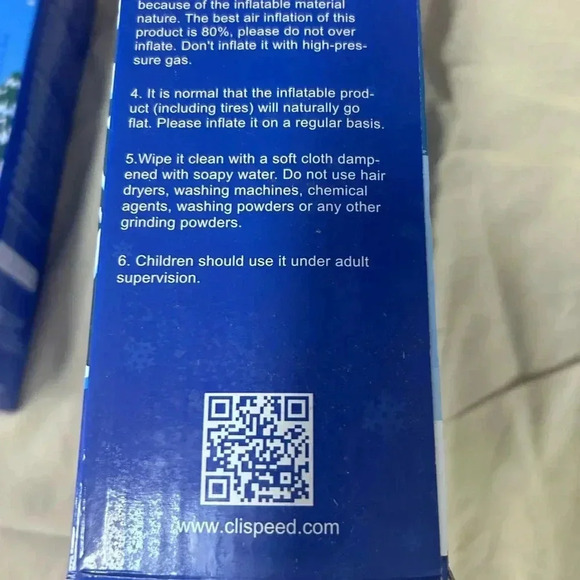 because of the inflatable material
nature. The best air inflation of this
product is 80%, please do not over
inflate. Don't inflate it with high-pres-
sure gas.
4. It is normal that the inflatable prod-
uct (including tires) will naturally go
flat. Please inflate it on a regular basis.
5.Wipe it clean with a soft cloth damp-
ened with soapy water. Do not use hair
dryers, washing machines, chemical
agents, washing powders or any other
grinding powders.
6. Children should use it under adult
supervision.
www.clispeed.com